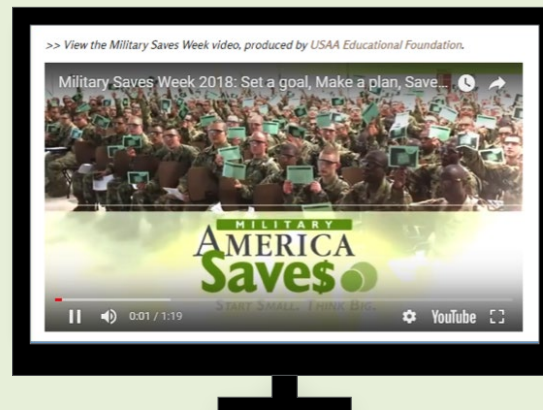 >> View the Military Saves Week video, produced by USAA Educational Foundation.
Military Saves Week 2018: Set a goal, Make a plan, Save...
MILITARY
AMERICA
Save$
START SMALL. THINK BIG.
0:01 / 1:19
YouTube